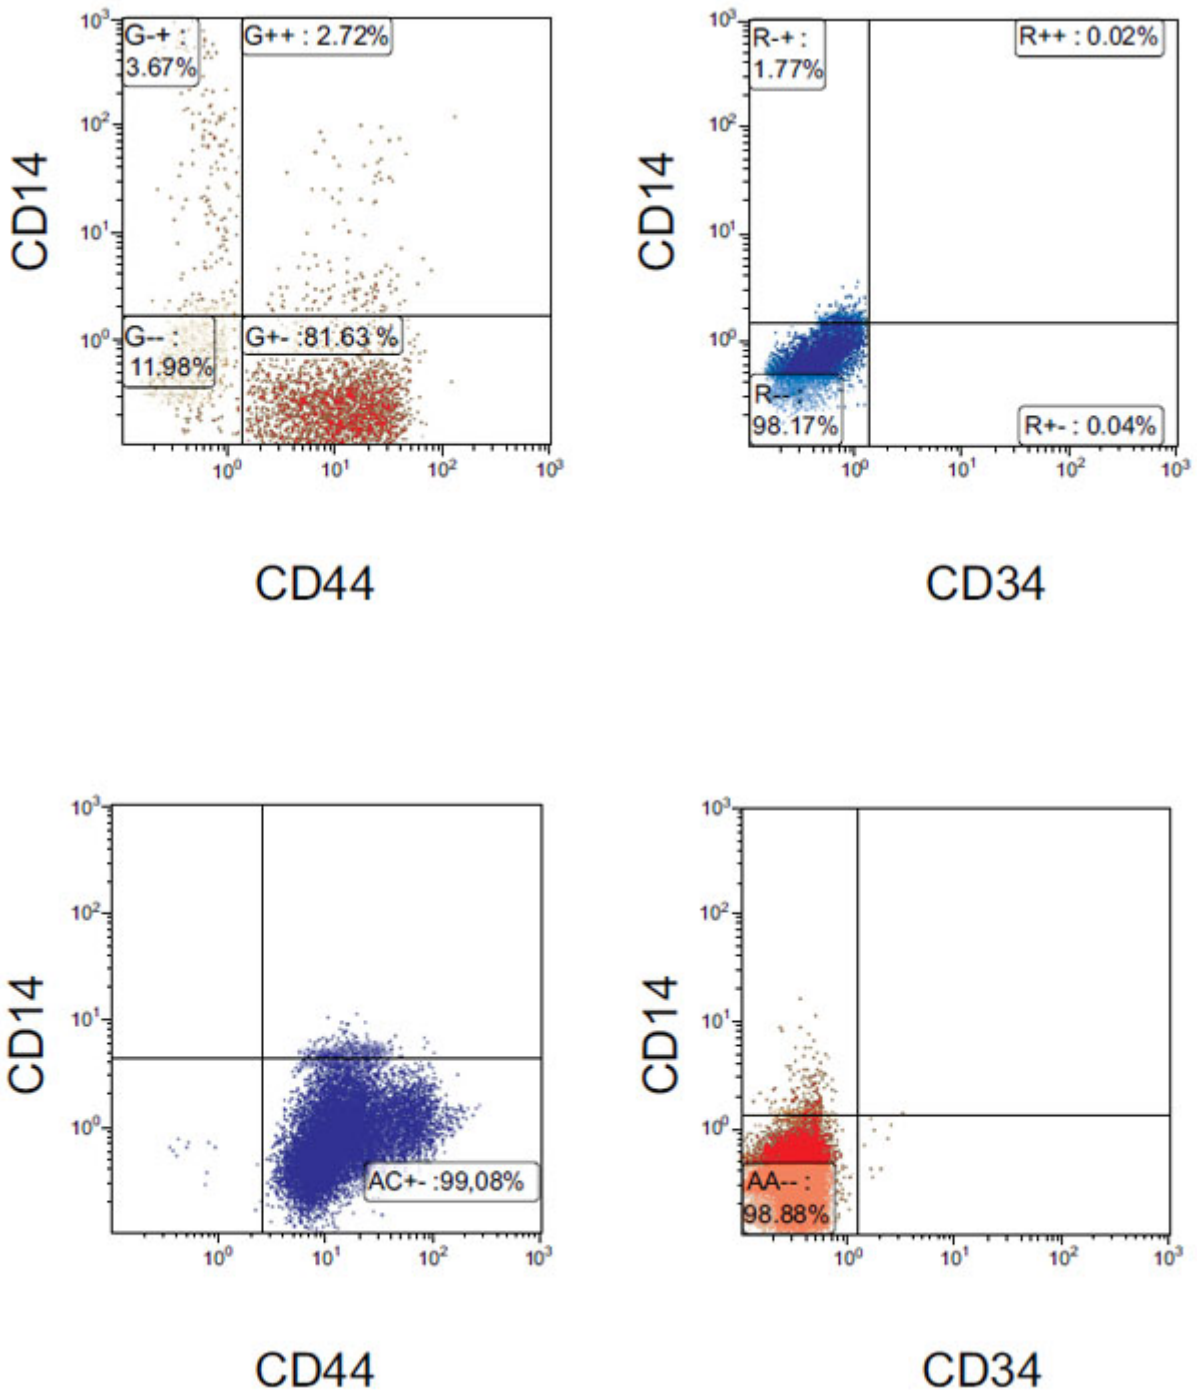 10³
G-+ :
3.67%
G++ : 2.72%
10²
10¹
10⁰
G-- :
11.98%
G+- :81.63 %
10⁰ 10¹ 10² 10³
CD14
CD44
10³
R-+ :
1.77%
R++ : 0.02%
10²
10¹
10⁰
R-- :
98.17%
R+- : 0.04%
10⁰ 10¹ 10² 10³
CD14
CD34
10³
10²
10¹
10⁰
AC+- :99,08%
10⁰ 10¹ 10² 10³
CD14
CD44
10³
10²
10¹
10⁰
AA-- :
98.88%
10⁰ 10¹ 10² 10³
CD14
CD34